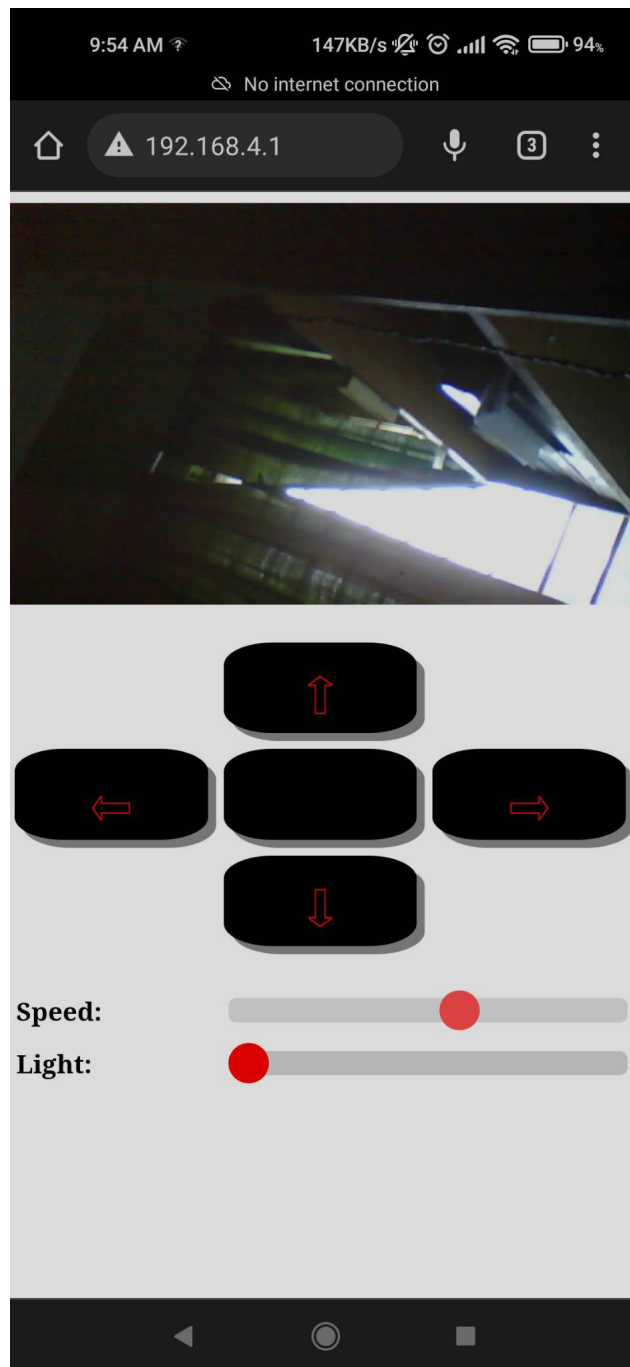 9:54 AM 147KB/s 94%
No internet connection
192.168.4.1 3
Speed:
Light: